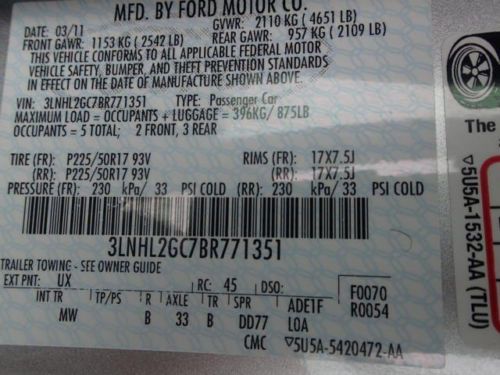 MFD. BY FORD MOTOR CO.
DATE: 03/11 GVWR: 2110 KG (4651 LB)
FRONT GAWR: 1153 KG (2542 LB) REAR GAWR: 957 KG (2109 LB)
THIS VEHICLE CONFORMS TO ALL APPLICABLE FEDERAL MOTOR
VEHICLE SAFETY, BUMPER, AND THEFT PREVENTION STANDARDS
IN EFFECT ON THE DATE OF MANUFACTURE SHOWN ABOVE.
VIN: 3LNHL2GC7BR771351 TYPE: Passenger Car
MAXIMUM LOAD = OCCUPANTS + LUGGAGE = 396KG/ 875LB
OCCUPANTS = 5 TOTAL; 2 FRONT, 3 REAR
TIRE (FR): P225/50R17 93V RIMS (FR): 17X7.5J
(RR): P225/50R17 93V (RR): 17X7.5J
PRESSURE (FR): 230 kPa/ 33 PSI COLD (RR): 230 kPa/ 33 PSI COLD
3LNHL2GC7BR771351
TRAILER TOWING - SEE OWNER GUIDE
EXT PNT: UX RC: 45 DSO: F0070
INT TR TP/PS R AXLE TR SPR ADE1F R0054
MW B 33 B DD77 LOA
CMC ▽5U5A-5420472-AA
The
▽5U5A-1532-AA (TLU)